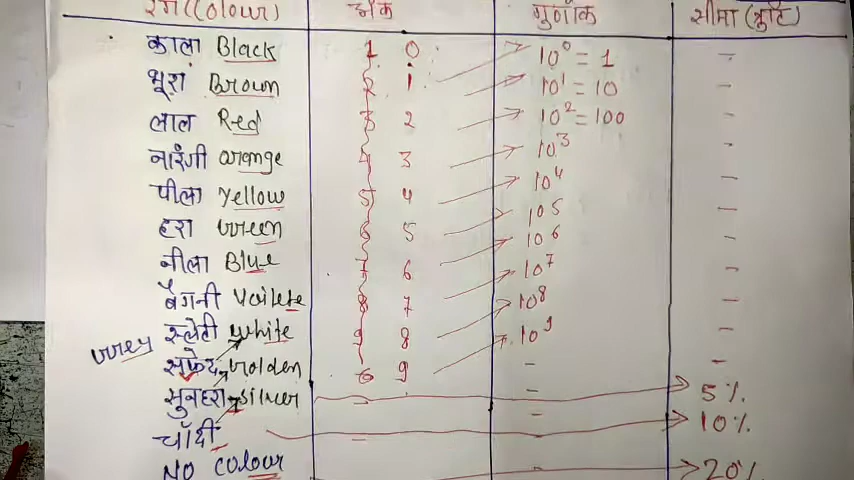 रंग (Colour) अंक गुणांक सीमा (त्रुटि)
काला Black 1 0 10⁰ = 1 -
भूरा Brown 2 1 10¹ = 10 -
लाल Red 3 2 10² = 100 -
नारंगी orange 4 3 10³ -
पीला Yellow 5 4 10⁴ -
हरा Green 6 5 10⁵ -
नीला Blue 7 6 10⁶ -
बैगनी Voilete 8 7 10⁷ -
स्लेटी White 9 8 10⁸ -
Grey
सफेद Golden 9 10⁹ -
सुनहरा silver - - 5%
चाँदी - - 10%
NO Colour - 20%